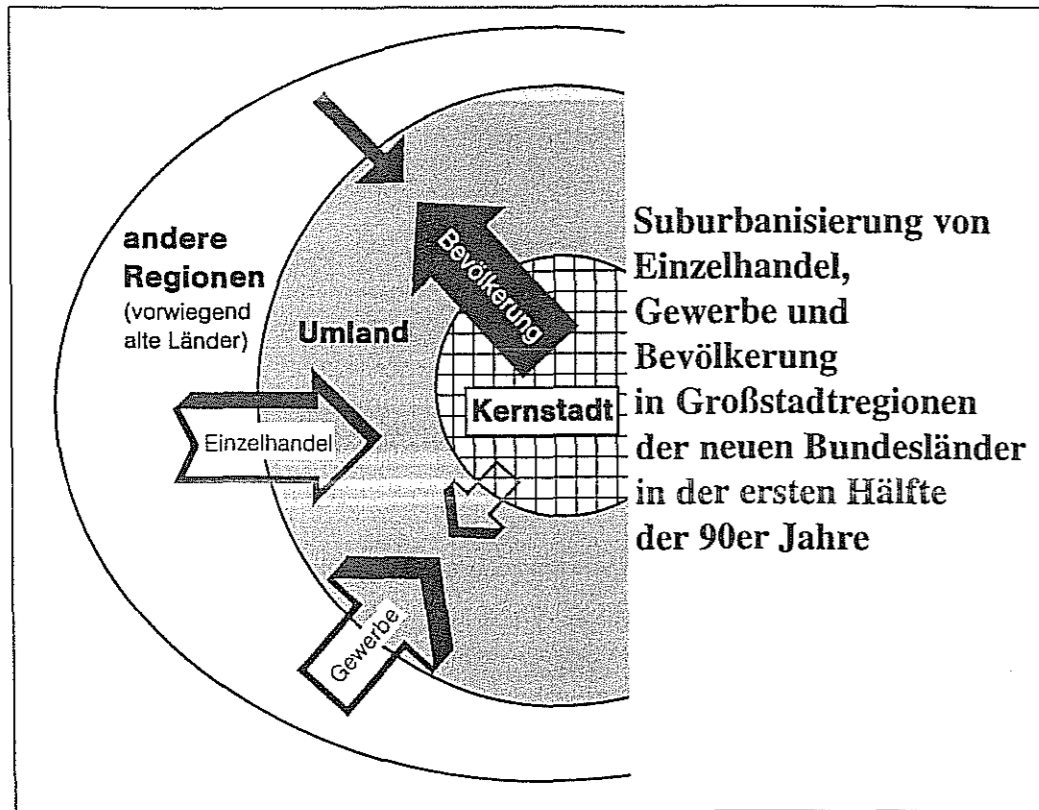 andere
Regionen
(vorwiegend
alte Länder)
Umland
Bevölkerung
Kernstadt
Einzelhandel
Gewerbe
Suburbanisierung von
Einzelhandel,
Gewerbe und
Bevölkerung
in Großstadtregionen
der neuen Bundesländer
in der ersten Hälfte
der 90er Jahre